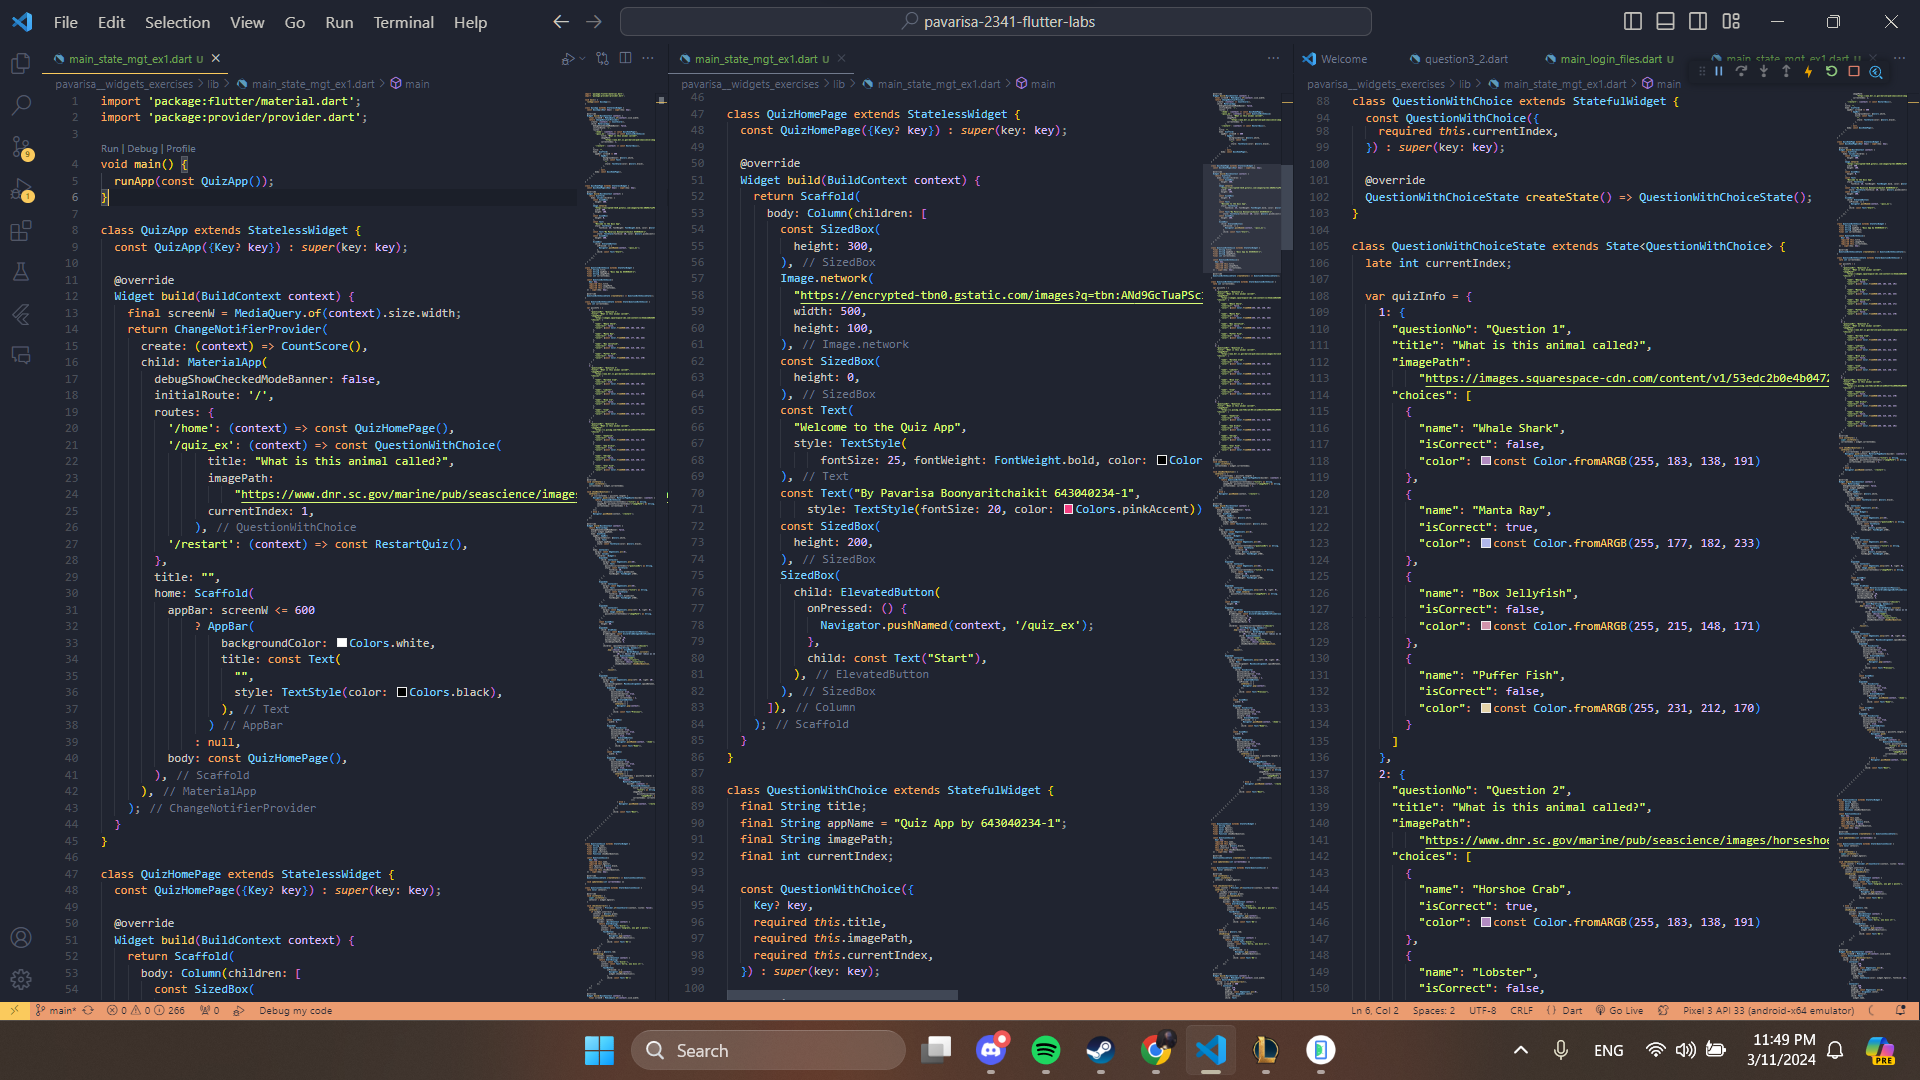 File Edit Selection View Go Run Terminal Help
pavarisa-2341-flutter-labs
main_state_mgt_ex1.dart U
pavarisa__widgets_exercises > lib > main_state_mgt_ex1.dart > main
1 import 'package:flutter/material.dart';
2 import 'package:provider/provider.dart';
3
Run | Debug | Profile
4 void main() {
5 runApp(const QuizApp());
6 }
7
8 class QuizApp extends StatelessWidget {
9 const QuizApp({Key? key}) : super(key: key);
10
11 @override
12 Widget build(BuildContext context) {
13 final screenW = MediaQuery.of(context).size.width;
14 return ChangeNotifierProvider(
15 create: (context) => CountScore(),
16 child: MaterialApp(
17 debugShowCheckedModeBanner: false,
18 initialRoute: '/',
19 routes: {
20 '/home': (context) => const QuizHomePage(),
21 '/quiz_ex': (context) => const QuestionWithChoice(
22 title: "What is this animal called?",
23 imagePath:
24 "https://www.dnr.sc.gov/marine/pub/seascience/images
25 currentIndex: 1,
26 ), // QuestionWithChoice
27 '/restart': (context) => const RestartQuiz(),
28 },
29 title: "",
30 home: Scaffold(
31 appBar: screenW <= 600
32 ? AppBar(
33 backgroundColor: Colors.white,
34 title: const Text(
35 "",
36 style: TextStyle(color: Colors.black),
37 ), // Text
38 ) // AppBar
39 : null,
40 body: const QuizHomePage(),
41 ), // Scaffold
42 ), // MaterialApp
43 ); // ChangeNotifierProvider
44 }
45 }
46
47 class QuizHomePage extends StatelessWidget {
48 const QuizHomePage({Key? key}) : super(key: key);
49
50 @override
51 Widget build(BuildContext context) {
52 return Scaffold(
53 body: Column(children: [
54 const SizedBox(
main_state_mgt_ex1.dart U
pavarisa__widgets_exercises > lib > main_state_mgt_ex1.dart > main
46
47 class QuizHomePage extends StatelessWidget {
48 const QuizHomePage({Key? key}) : super(key: key);
49
50 @override
51 Widget build(BuildContext context) {
52 return Scaffold(
53 body: Column(children: [
54 const SizedBox(
55 height: 300,
56 ), // SizedBox
57 Image.network(
58 "https://encrypted-tbn0.gstatic.com/images?q=tbn:ANd9GcTuaPSc
59 width: 500,
60 height: 100,
61 ), // Image.network
62 const SizedBox(
63 height: 0,
64 ), // SizedBox
65 const Text(
66 "Welcome to the Quiz App",
67 style: TextStyle(
68 fontSize: 25, fontWeight: FontWeight.bold, color: Color
69 ), // Text
70 const Text("By Pavarisa Boonyaritchaikit 643040234-1",
71 style: TextStyle(fontSize: 20, color: Colors.pinkAccent))
72 const SizedBox(
73 height: 200,
74 ), // SizedBox
75 SizedBox(
76 child: ElevatedButton(
77 onPressed: () {
78 Navigator.pushNamed(context, '/quiz_ex');
79 },
80 child: const Text("Start"),
81 ), // ElevatedButton
82 ), // SizedBox
83 ]), // Column
84 ); // Scaffold
85 }
86 }
87
88 class QuestionWithChoice extends StatefulWidget {
89 final String title;
90 final String appName = "Quiz App by 643040234-1";
91 final String imagePath;
92 final int currentIndex;
93
94 const QuestionWithChoice({
95 Key? key,
96 required this.title,
97 required this.imagePath,
98 required this.currentIndex,
99 }) : super(key: key);
100
Welcome question3_2.dart main_login_files.dart U main_state_mgt_ex1.dart U
pavarisa__widgets_exercises > lib > main_state_mgt_ex1.dart > main
88 class QuestionWithChoice extends StatefulWidget {
94 const QuestionWithChoice({
98 required this.currentIndex,
99 }) : super(key: key);
100
101 @override
102 QuestionWithChoiceState createState() => QuestionWithChoiceState();
103 }
104
105 class QuestionWithChoiceState extends State<QuestionWithChoice> {
106 late int currentIndex;
107
108 var quizInfo = {
109 1: {
110 "questionNo": "Question 1",
111 "title": "What is this animal called?",
112 "imagePath":
113 "https://images.squarespace-cdn.com/content/v1/53edc2b0e4b0472
114 "choices": [
115 {
116 "name": "Whale Shark",
117 "isCorrect": false,
118 "color": const Color.fromARGB(255, 183, 138, 191)
119 },
120 {
121 "name": "Manta Ray",
122 "isCorrect": true,
123 "color": const Color.fromARGB(255, 177, 182, 233)
124 },
125 {
126 "name": "Box Jellyfish",
127 "isCorrect": false,
128 "color": const Color.fromARGB(255, 215, 148, 171)
129 },
130 {
131 "name": "Puffer Fish",
132 "isCorrect": false,
133 "color": const Color.fromARGB(255, 231, 212, 170)
134 }
135 ]
136 },
137 2: {
138 "questionNo": "Question 2",
139 "title": "What is this animal called?",
140 "imagePath":
141 "https://www.dnr.sc.gov/marine/pub/seascience/images/horseshoe
142 "choices": [
143 {
144 "name": "Horshoe Crab",
145 "isCorrect": true,
146 "color": const Color.fromARGB(255, 183, 138, 191)
147 },
148 {
149 "name": "Lobster",
150 "isCorrect": false,
main* 0 0 266 0 Debug my code Ln 6, Col 2 Spaces: 2 UTF-8 CRLF {} Dart Go Live Pixel 3 API 33 (android-x64 emulator)
Search
ENG
11:49 PM
3/11/2024
PRE